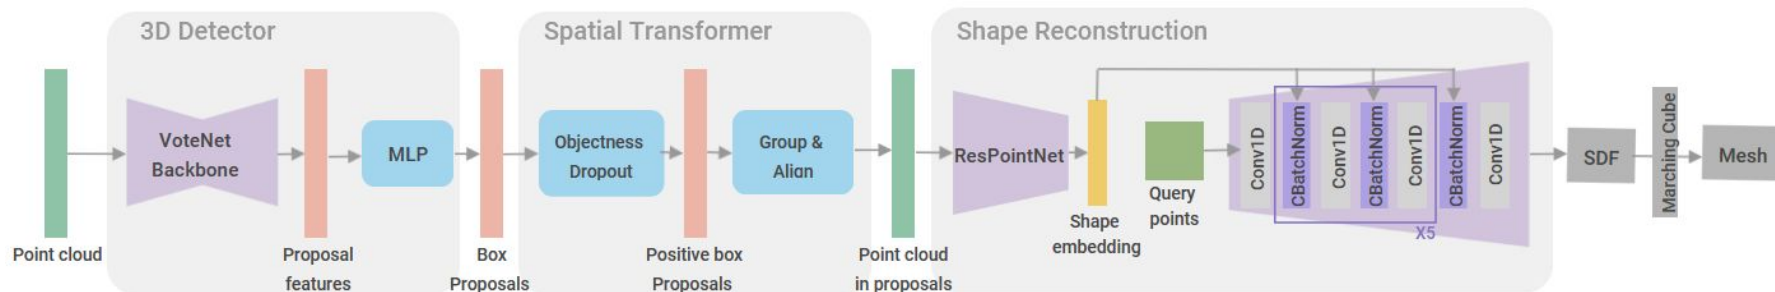 3D Detector
Spatial Transformer
Shape Reconstruction
Point cloud
VoteNet
Backbone
Proposal
features
MLP
Box
Proposals
Objectness
Dropout
Positive box
Proposals
Group &
Align
Point cloud
in proposals
ResPointNet
Shape
embedding
Query
points
Conv1D
CBatchNorm
Conv1D
CBatchNorm
Conv1D
CBatchNorm
Conv1D
X5
SDF
Marching Cube
Mesh